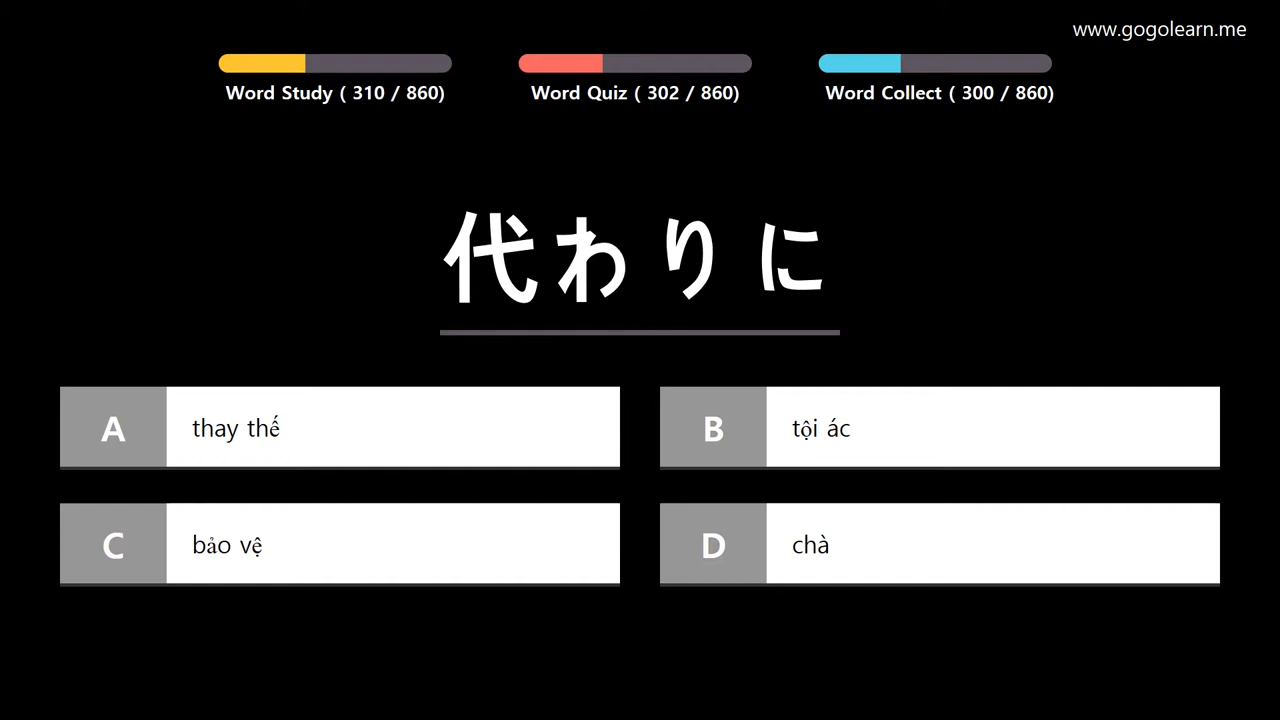 www.gogolearn.me
Word Study ( 310 / 860)
Word Quiz ( 302 / 860)
Word Collect ( 300 / 860)
代わりに
A thay thế
B tội ác
C bảo vệ
D chà